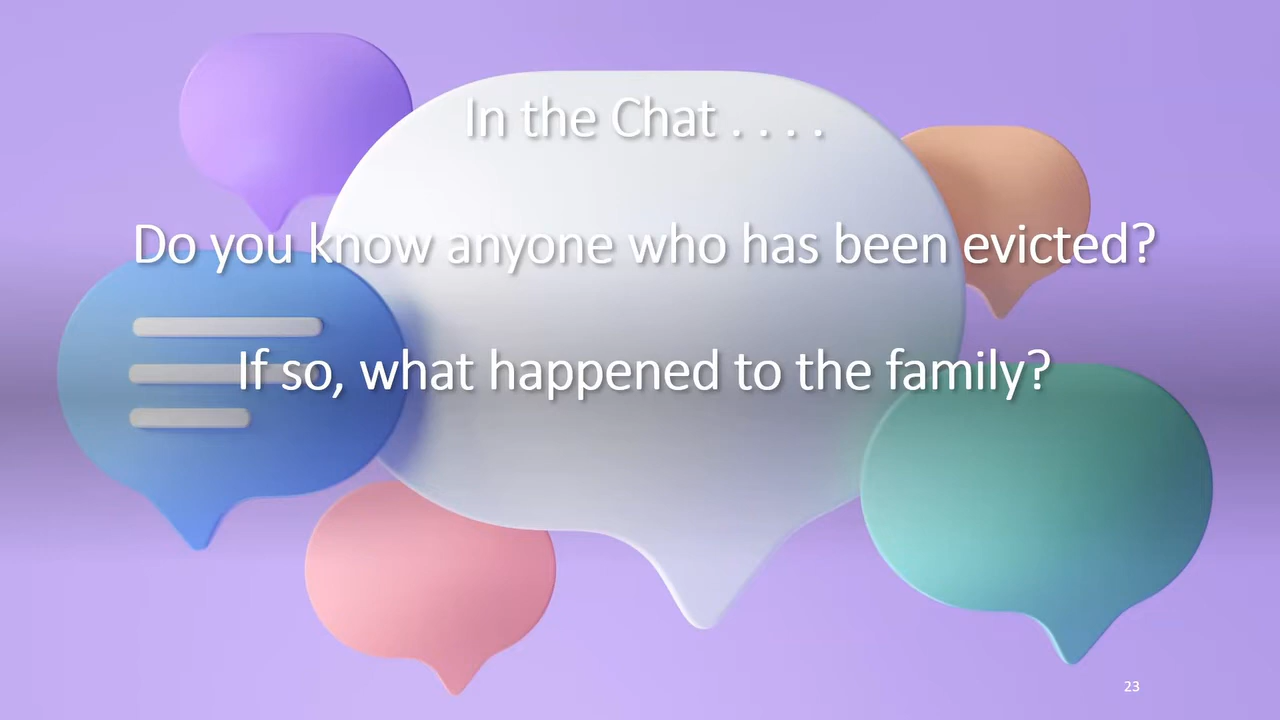 In the Chat . . . .
Do you know anyone who has been evicted?
If so, what happened to the family?
23